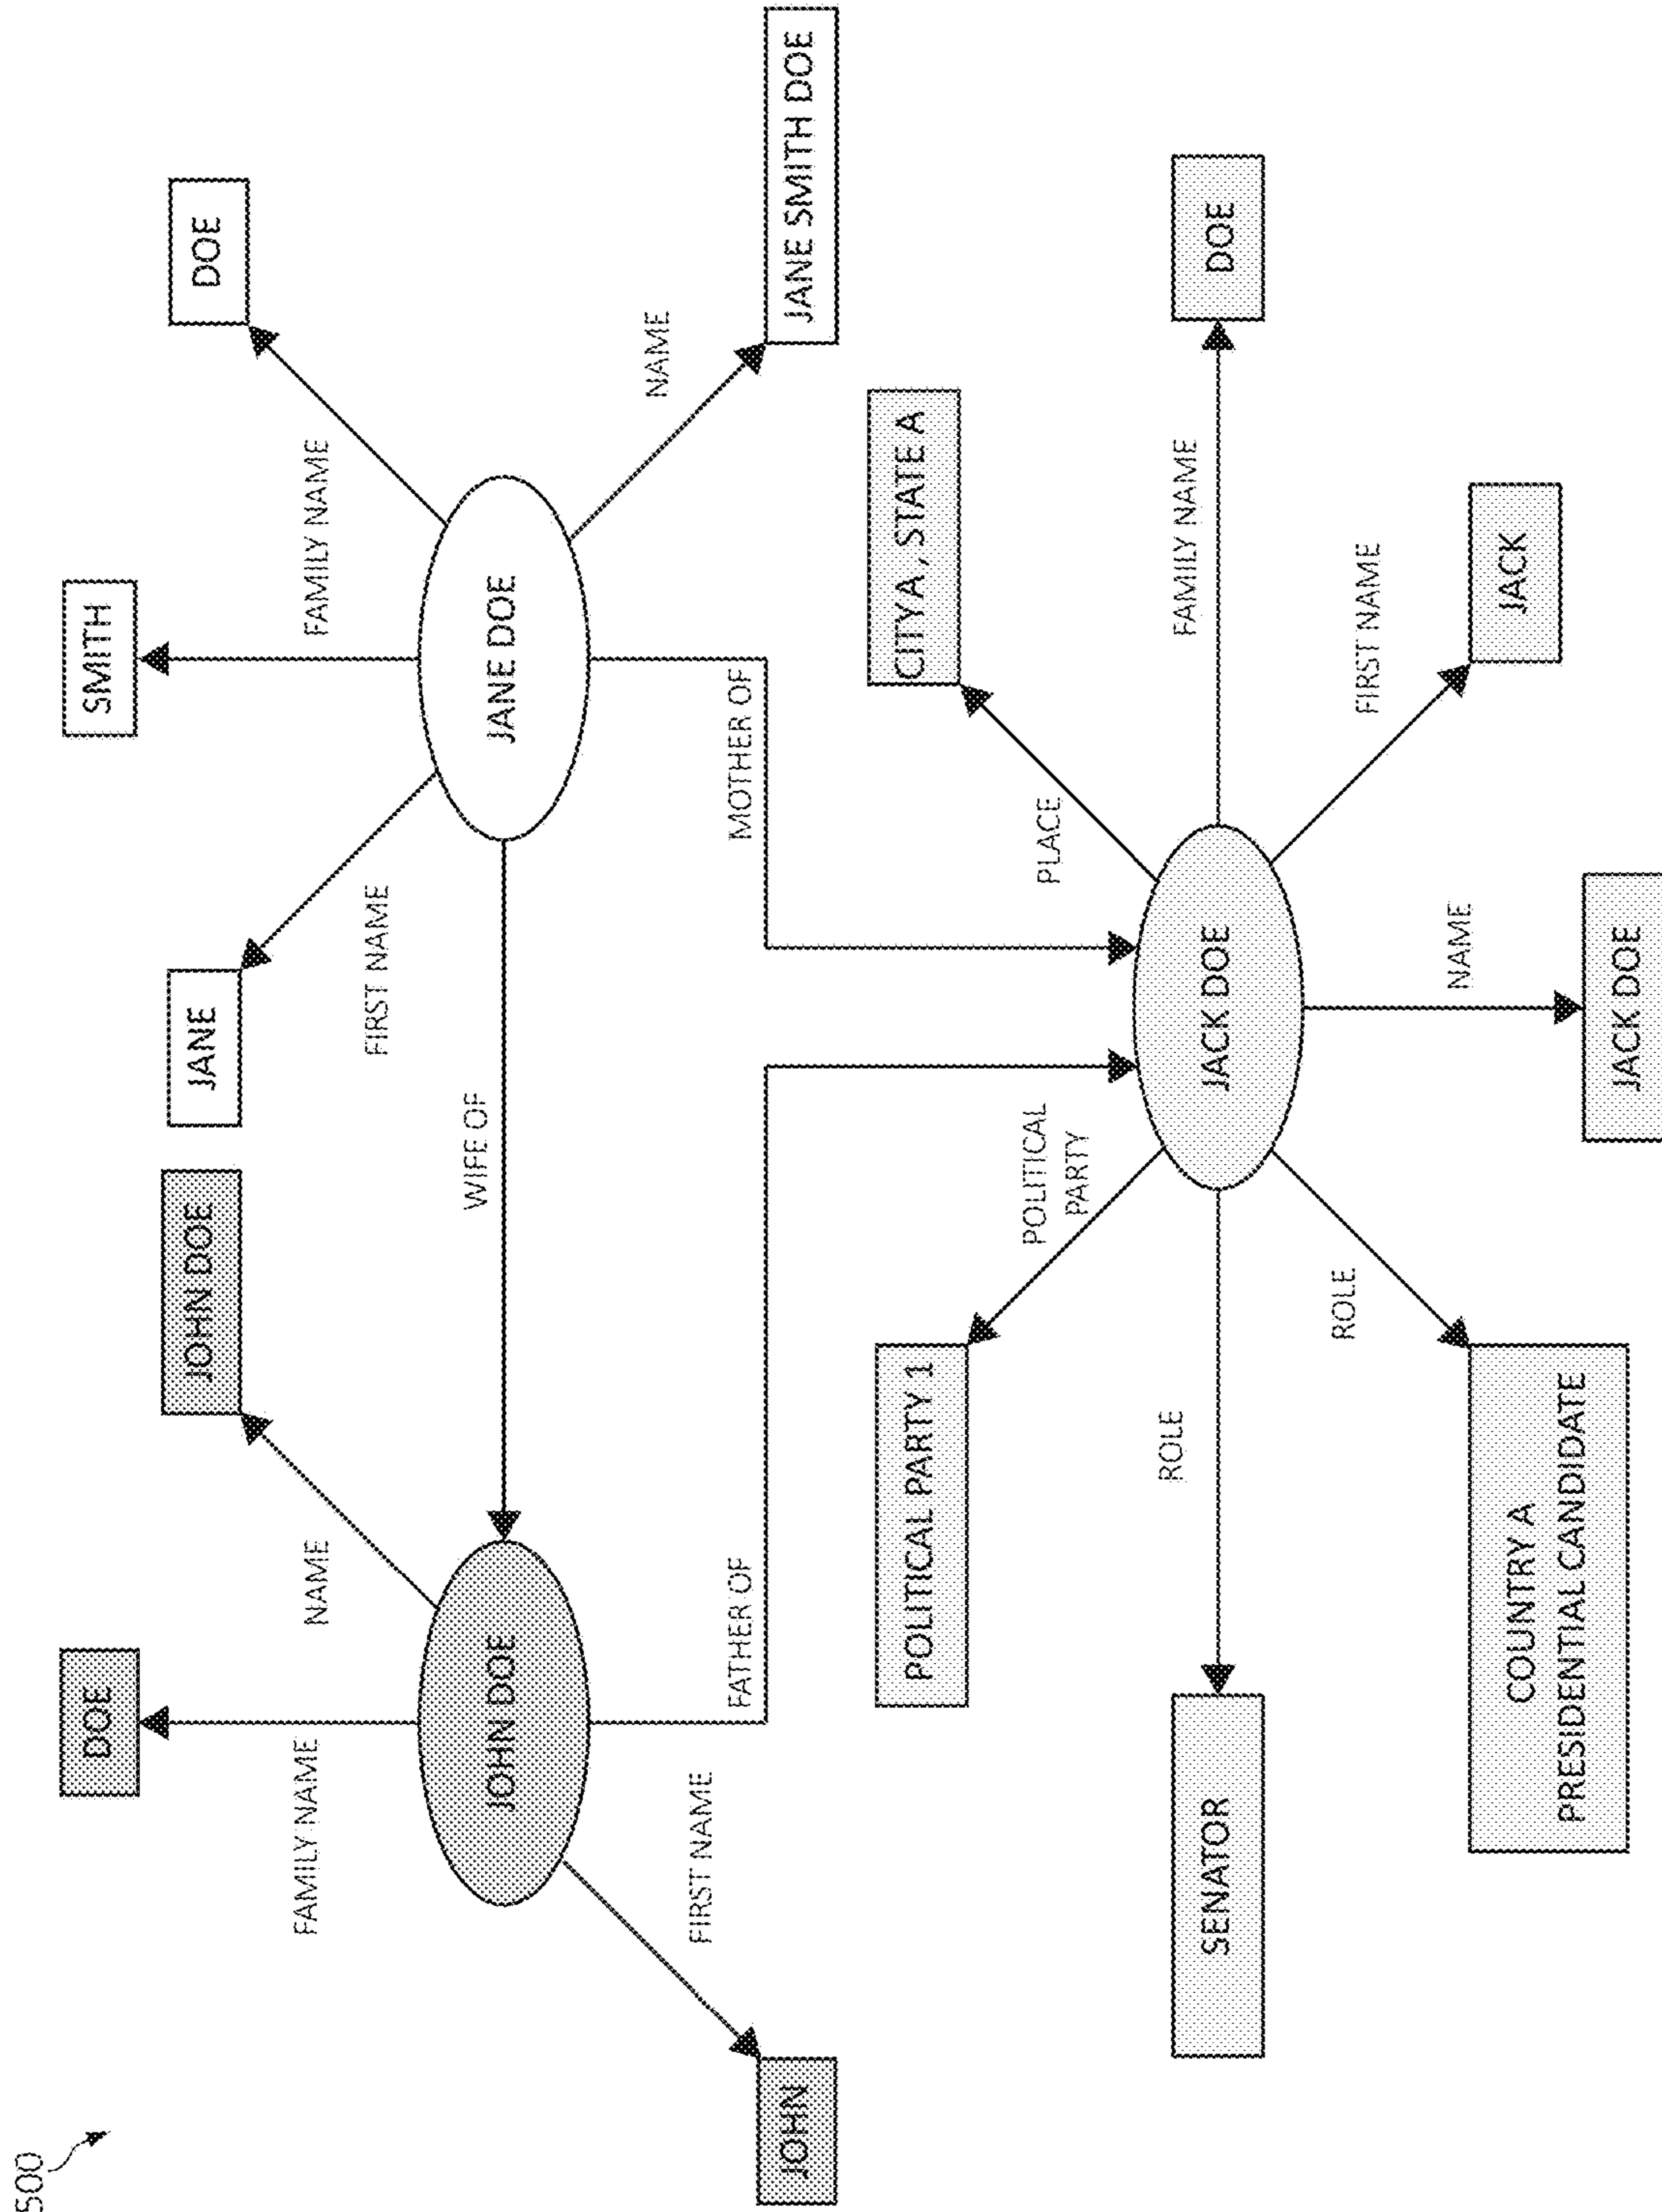 500
DOE
SMITH
JOHN DOE
JANE
DOE
FAMILY NAME
NAME
FAMILY NAME
FIRST NAME
WIFE OF
JOHN DOE
JANE DOE
NAME
FIRST NAME
FATHER OF
MOTHER OF
JOHN
JANE SMITH DOE
POLITICAL PARTY 1
CITY A, STATE A
POLITICAL
PARTY
PLACE
ROLE
FAMILY NAME
SENATOR
JACK DOE
DOE
ROLE
FIRST NAME
NAME
COUNTRY A
PRESIDENTIAL CANDIDATE
JACK
JACK DOE